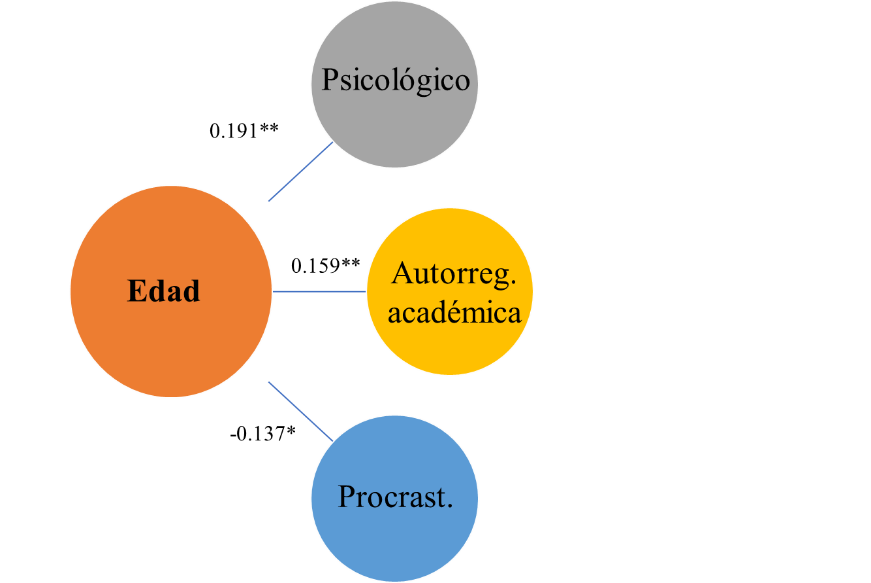 Psicológico
0.191**
0.159**
Autorreg.
académica
Edad
-0.137*
Procrast.